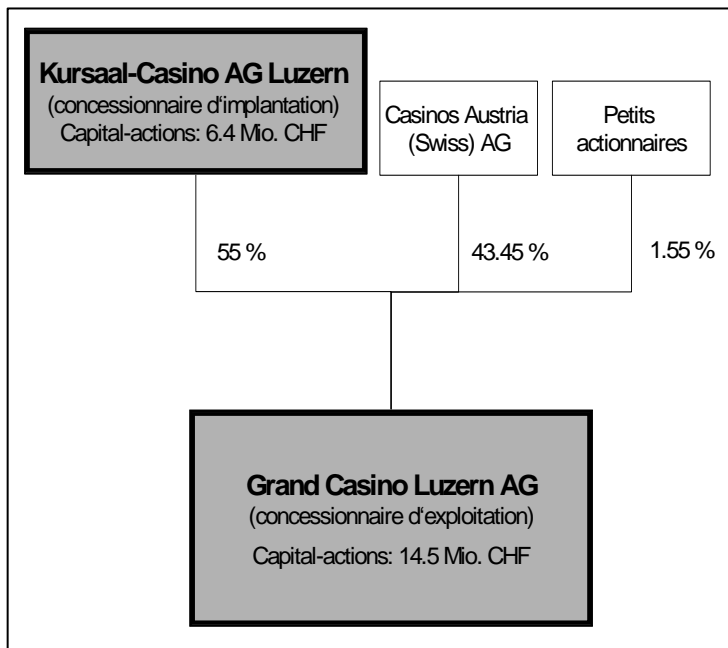 Kursaal-Casino AG Luzern
(concessionnaire d‘implantation)
Capital-actions: 6.4 Mio. CHF
Casinos Austria
(Swiss) AG
Petits
actionnaires
55 %
43.45 %
1.55 %
Grand Casino Luzern AG
(concessionnaire d‘exploitation)
Capital-actions: 14.5 Mio. CHF